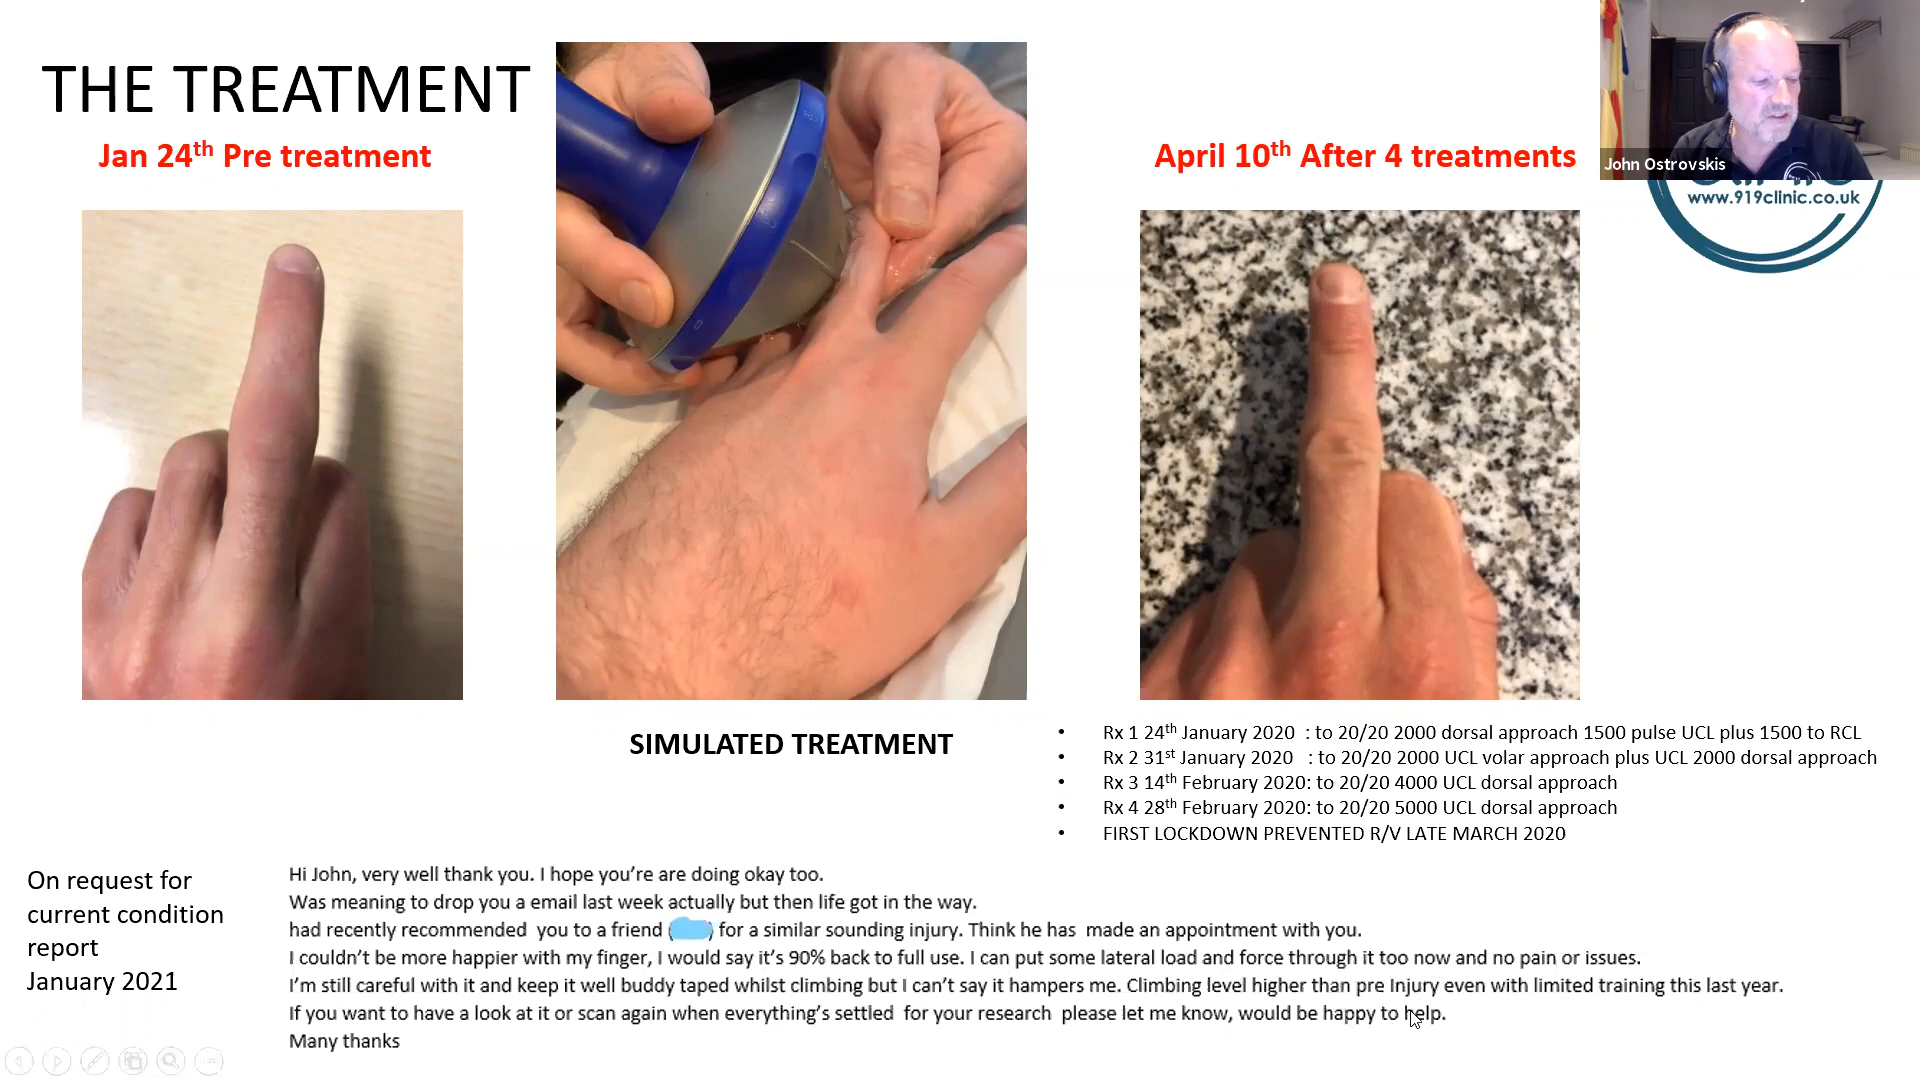 THE TREATMENT
Jan 24th Pre treatment
April 10th After 4 treatments
John Ostrovskis
www.919clinic.co.uk
SIMULATED TREATMENT
• Rx 1 24th January 2020 : to 20/20 2000 dorsal approach 1500 pulse UCL plus 1500 to RCL
• Rx 2 31st January 2020 : to 20/20 2000 UCL volar approach plus UCL 2000 dorsal approach
• Rx 3 14th February 2020: to 20/20 4000 UCL dorsal approach
• Rx 4 28th February 2020: to 20/20 5000 UCL dorsal approach
• FIRST LOCKDOWN PREVENTED R/V LATE MARCH 2020
On request for
current condition
report
January 2021
Hi John, very well thank you. I hope you're are doing okay too.
Was meaning to drop you a email last week actually but then life got in the way.
had recently recommended you to a friend ( ) for a similar sounding injury. Think he has made an appointment with you.
I couldn't be more happier with my finger, I would say it's 90% back to full use. I can put some lateral load and force through it too now and no pain or issues.
I'm still careful with it and keep it well buddy taped whilst climbing but I can't say it hampers me. Climbing level higher than pre Injury even with limited training this last year.
If you want to have a look at it or scan again when everything's settled for your research please let me know, would be happy to help.
Many thanks